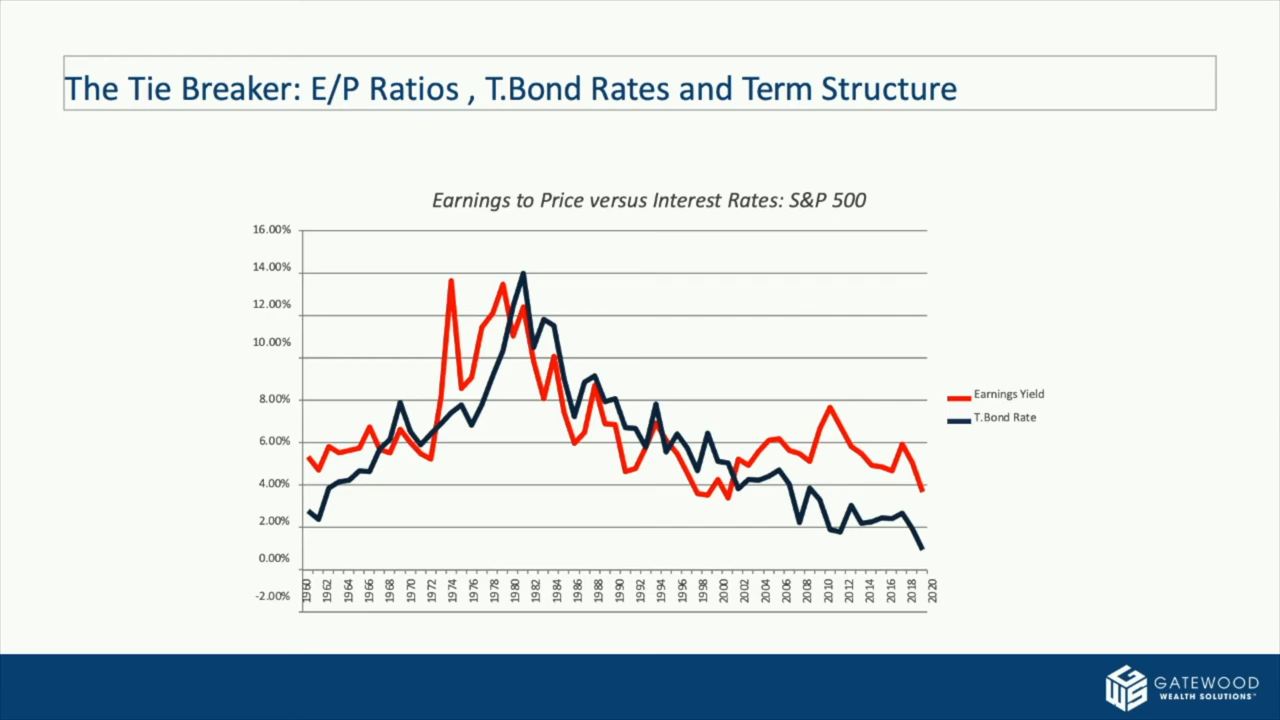 The Tie Breaker: E/P Ratios , T.Bond Rates and Term Structure
Earnings to Price versus Interest Rates: S&P 500
16.00%
14.00%
12.00%
10.00%
8.00%
6.00%
4.00%
2.00%
0.00%
-2.00%
1960 1962 1964 1966 1968 1970 1972 1974 1976 1978 1980 1982 1984 1986 1988 1990 1992 1994 1996 1998 2000 2002 2004 2006 2008 2010 2012 2014 2016 2018 2020
Earnings Yield
T.Bond Rate
GATEWOOD
WEALTH SOLUTIONS™